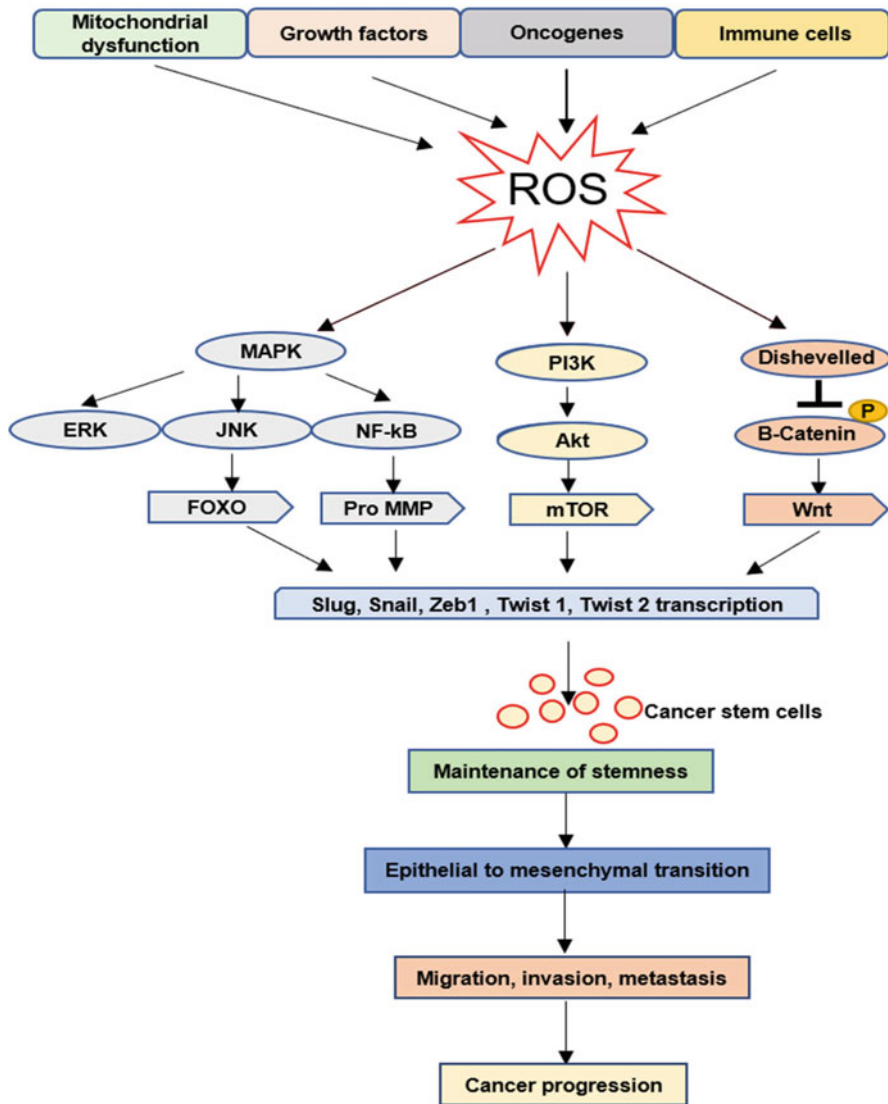 Mitochondrial
dysfunction
Growth factors
Oncogenes
Immune cells
ROS
MAPK
PI3K
Dishevelled
P
ERK
JNK
NF-kB
Akt
B-Catenin
FOXO
Pro MMP
mTOR
Wnt
Slug, Snail, Zeb1 , Twist 1, Twist 2 transcription
Cancer stem cells
Maintenance of stemness
Epithelial to mesenchymal transition
Migration, invasion, metastasis
Cancer progression